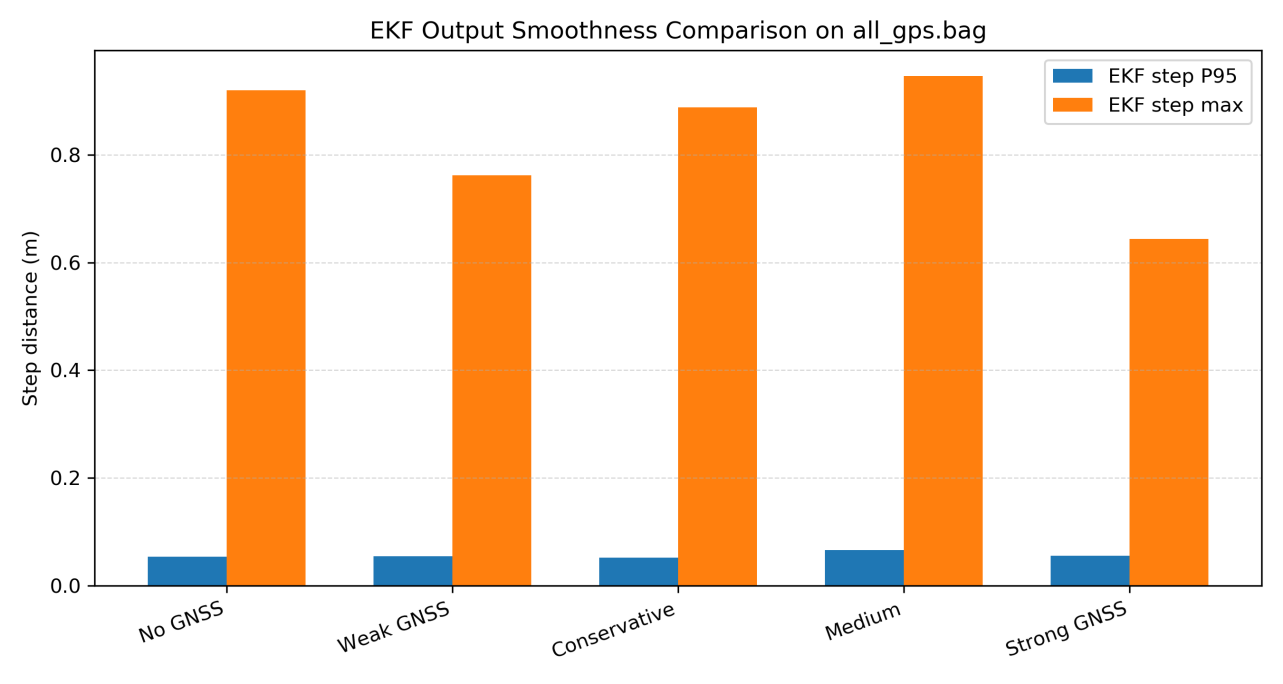 EKF Output Smoothness Comparison on all_gps.bag
EKF step P95
EKF step max
Step distance (m)
0.8
0.6
0.4
0.2
0.0
No GNSS
Weak GNSS
Conservative
Medium
Strong GNSS